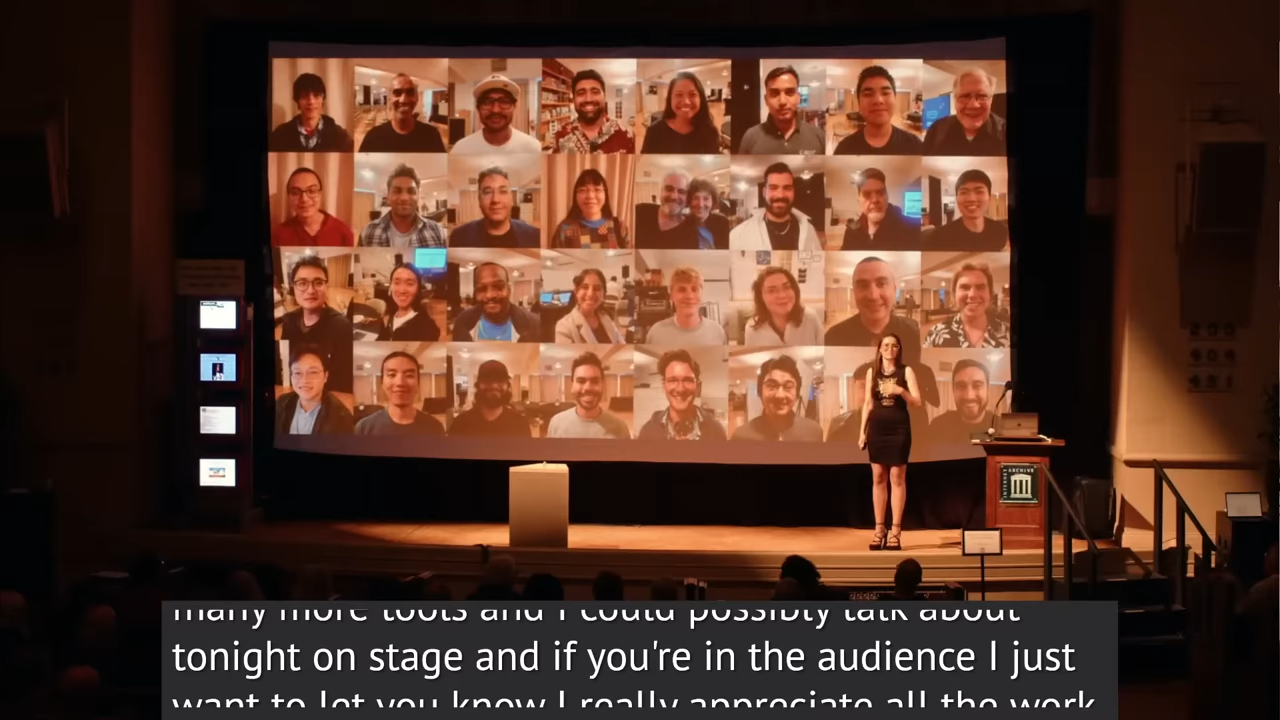 many more tools and I could possibly talk about
tonight on stage and if you're in the audience I just
want to let you know I really appreciate all the work
INTERNET ARCHIVE